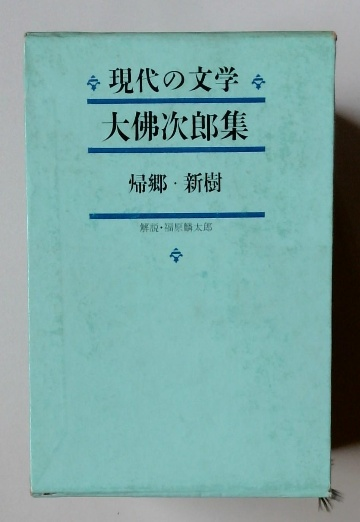 現代の文学
大佛次郎集
帰郷・新樹
解説・福原麟太郎